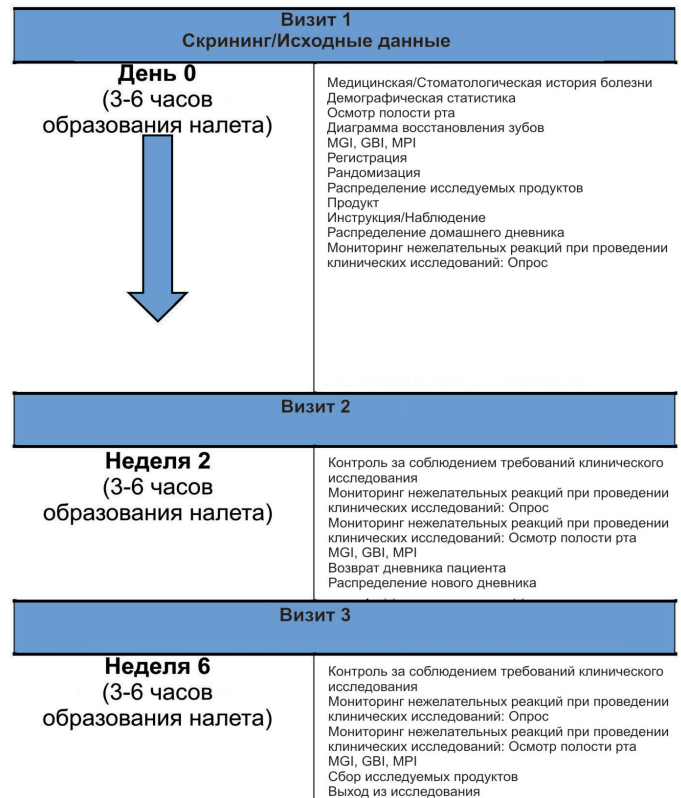 Визит 1
Скрининг/Исходные данные
День 0
(3-6 часов
образования налета)
Медицинская/Стоматологическая история болезни
Демографическая статистика
Осмотр полости рта
Диаграмма восстановления зубов
MGI, GBI, MPI
Регистрация
Рандомизация
Распределение исследуемых продуктов
Продукт
Инструкция/Наблюдение
Распределение домашнего дневника
Мониторинг нежелательных реакций при проведении
клинических исследований: Опрос
Визит 2
Неделя 2
(3-6 часов
образования налета)
Контроль за соблюдением требований клинического
исследования
Мониторинг нежелательных реакций при проведении
клинических исследований: Опрос
Мониторинг нежелательных реакций при проведении
клинических исследований: Осмотр полости рта
MGI, GBI, MPI
Возврат дневника пациента
Распределение нового дневника
Визит 3
Неделя 6
(3-6 часов
образования налета)
Контроль за соблюдением требований клинического
исследования
Мониторинг нежелательных реакций при проведении
клинических исследований: Опрос
Мониторинг нежелательных реакций при проведении
клинических исследований: Осмотр полости рта
MGI, GBI, MPI
Сбор исследуемых продуктов
Выход из исследования